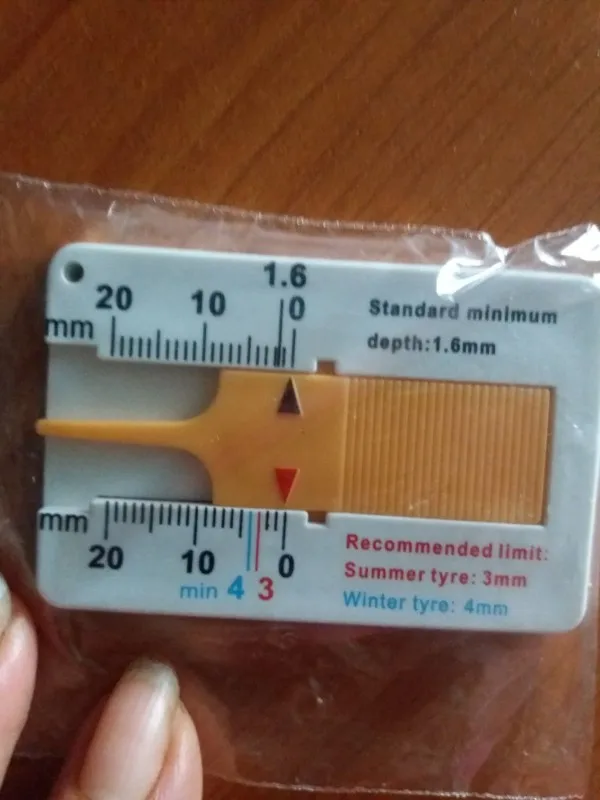 1.6
20 10 0
mm
Standard minimum
depth:1.6mm
mm
20 10 0
min 4 3
Recommended limit:
Summer tyre: 3mm
Winter tyre: 4mm